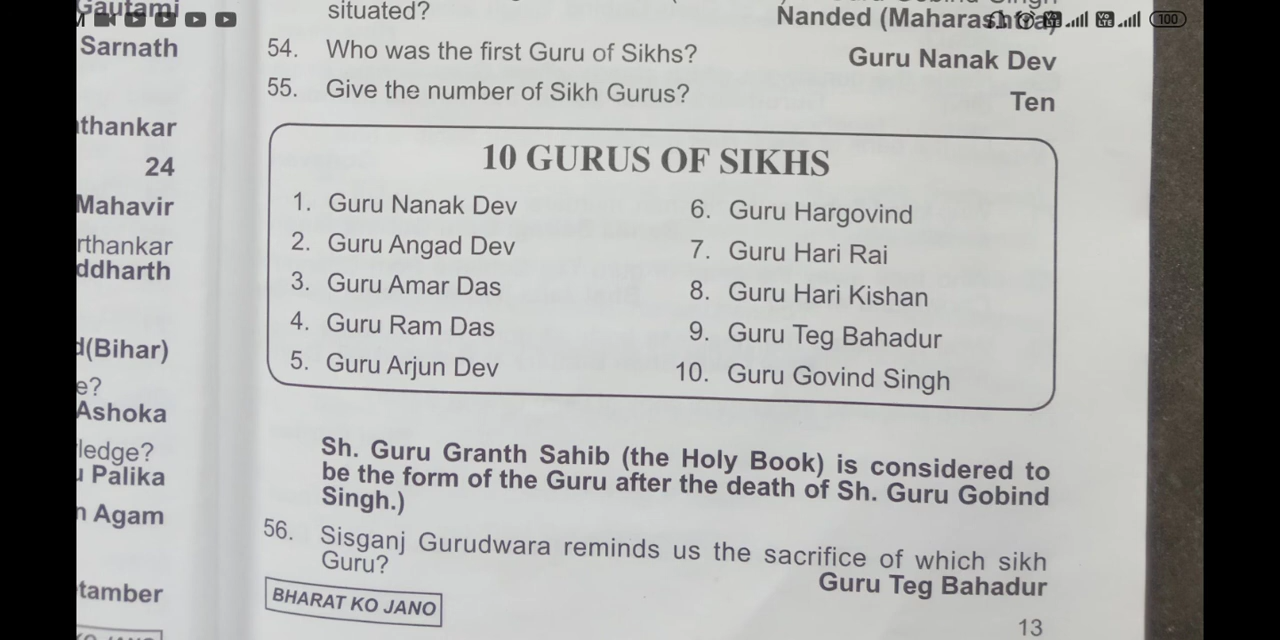 Gautami
Sarnath
thankar
24
Mahavir
rthankar
ddharth
d(Bihar)
e?
Ashoka
ledge?
Palika
Agam
tamber
situated?
Nanded (Maharashtra)
54. Who was the first Guru of Sikhs?
Guru Nanak Dev
55. Give the number of Sikh Gurus?
Ten
10 GURUS OF SIKHS
1. Guru Nanak Dev
2. Guru Angad Dev
3. Guru Amar Das
4. Guru Ram Das
5. Guru Arjun Dev
6. Guru Hargovind
7. Guru Hari Rai
8. Guru Hari Kishan
9. Guru Teg Bahadur
10. Guru Govind Singh
Sh. Guru Granth Sahib (the Holy Book) is considered to
be the form of the Guru after the death of Sh. Guru Gobind
Singh.)
56. Sisganj Gurudwara reminds us the sacrifice of which sikh
Guru?
Guru Teg Bahadur
BHARAT KO JANO
13
100